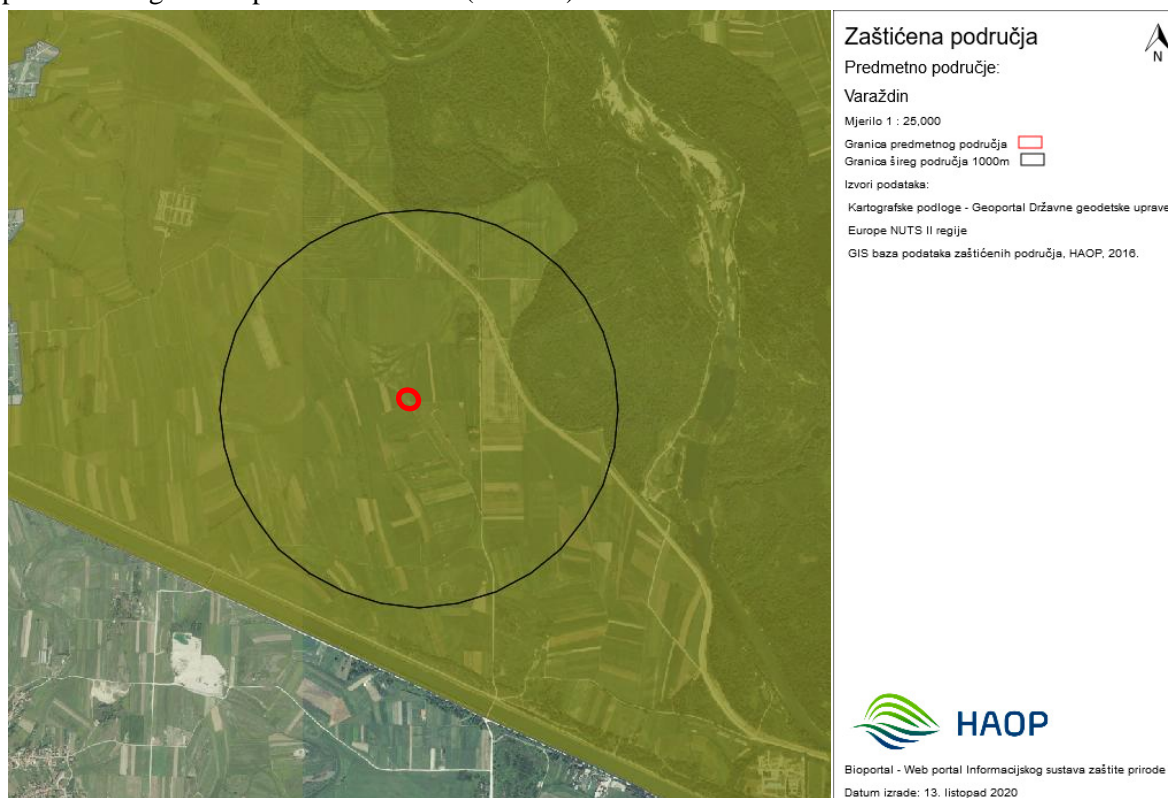 Zaštićena područja
N
Predmetno područje:
Varaždin
Mjerilo 1 : 25,000
Granica predmetnog područja
Granica šireg područja 1000m
Izvori podataka:
Kartografske podloge - Geoportal Državne geodetske uprave
Europe NUTS II regije
GIS baza podataka zaštićenih područja, HAOP, 2016.
HAOP
Bioportal - Web portal Informacijskog sustava zaštite prirode
Datum izrade: 13. listopad 2020